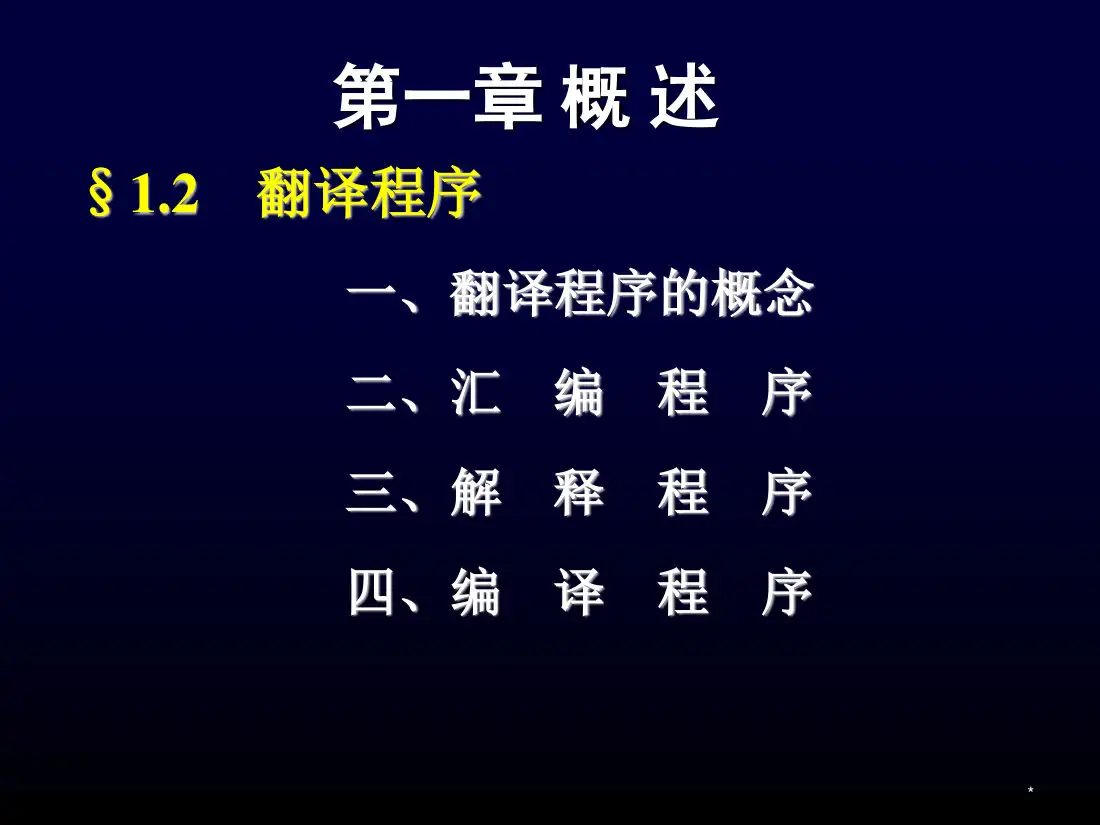 第一章 概 述
§1.2 翻译程序
一、翻译程序的概念
二、汇 编 程 序
三、解 释 程 序
四、编 译 程 序
*